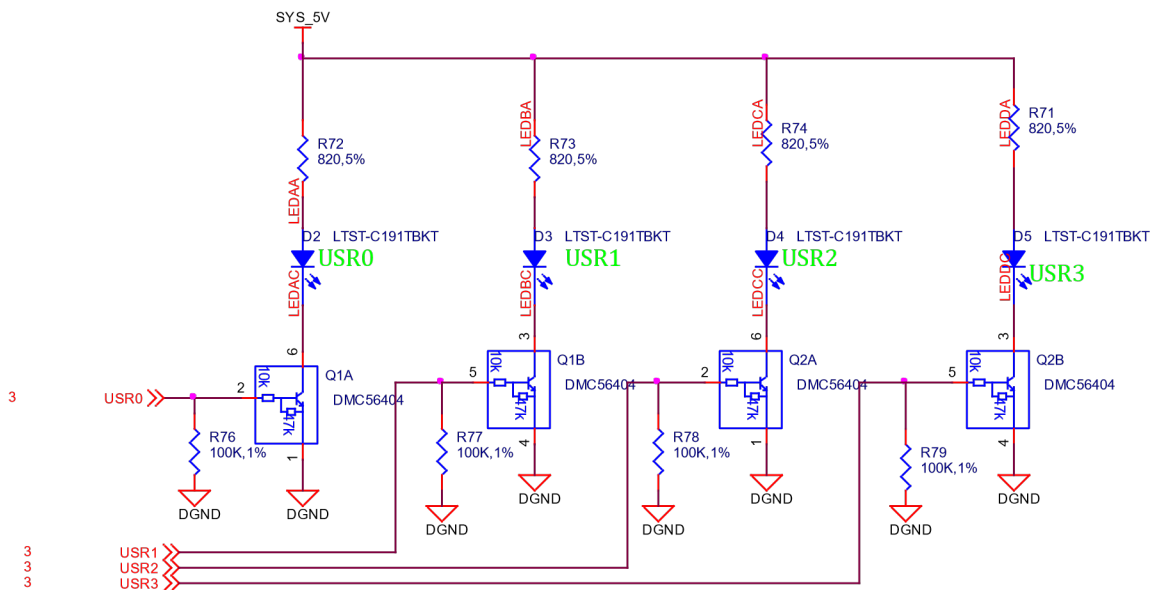 SYS_5V
LEDBA
LEDCA
LEDDA
R72
820,5%
R73
820,5%
R74
820,5%
R71
820,5%
LEDAA
D2 LTST-C191TBKT
D3 LTST-C191TBKT
D4 LTST-C191TBKT
D5 LTST-C191TBKT
USR0
USR1
USR2
USR3
LEDAC
LEDBC
LEDCC
LEDDC
6
3
6
3
10k
Q1A
DMC56404
47k
2
1
10k
Q1B
DMC56404
47k
5
4
10k
Q2A
DMC56404
47k
2
1
10k
Q2B
DMC56404
47k
5
4
3 USR0
R76
100K,1%
R77
100K,1%
R78
100K,1%
R79
100K,1%
DGND
DGND
DGND
DGND
DGND
DGND
DGND
DGND
3 USR1
3 USR2
3 USR3